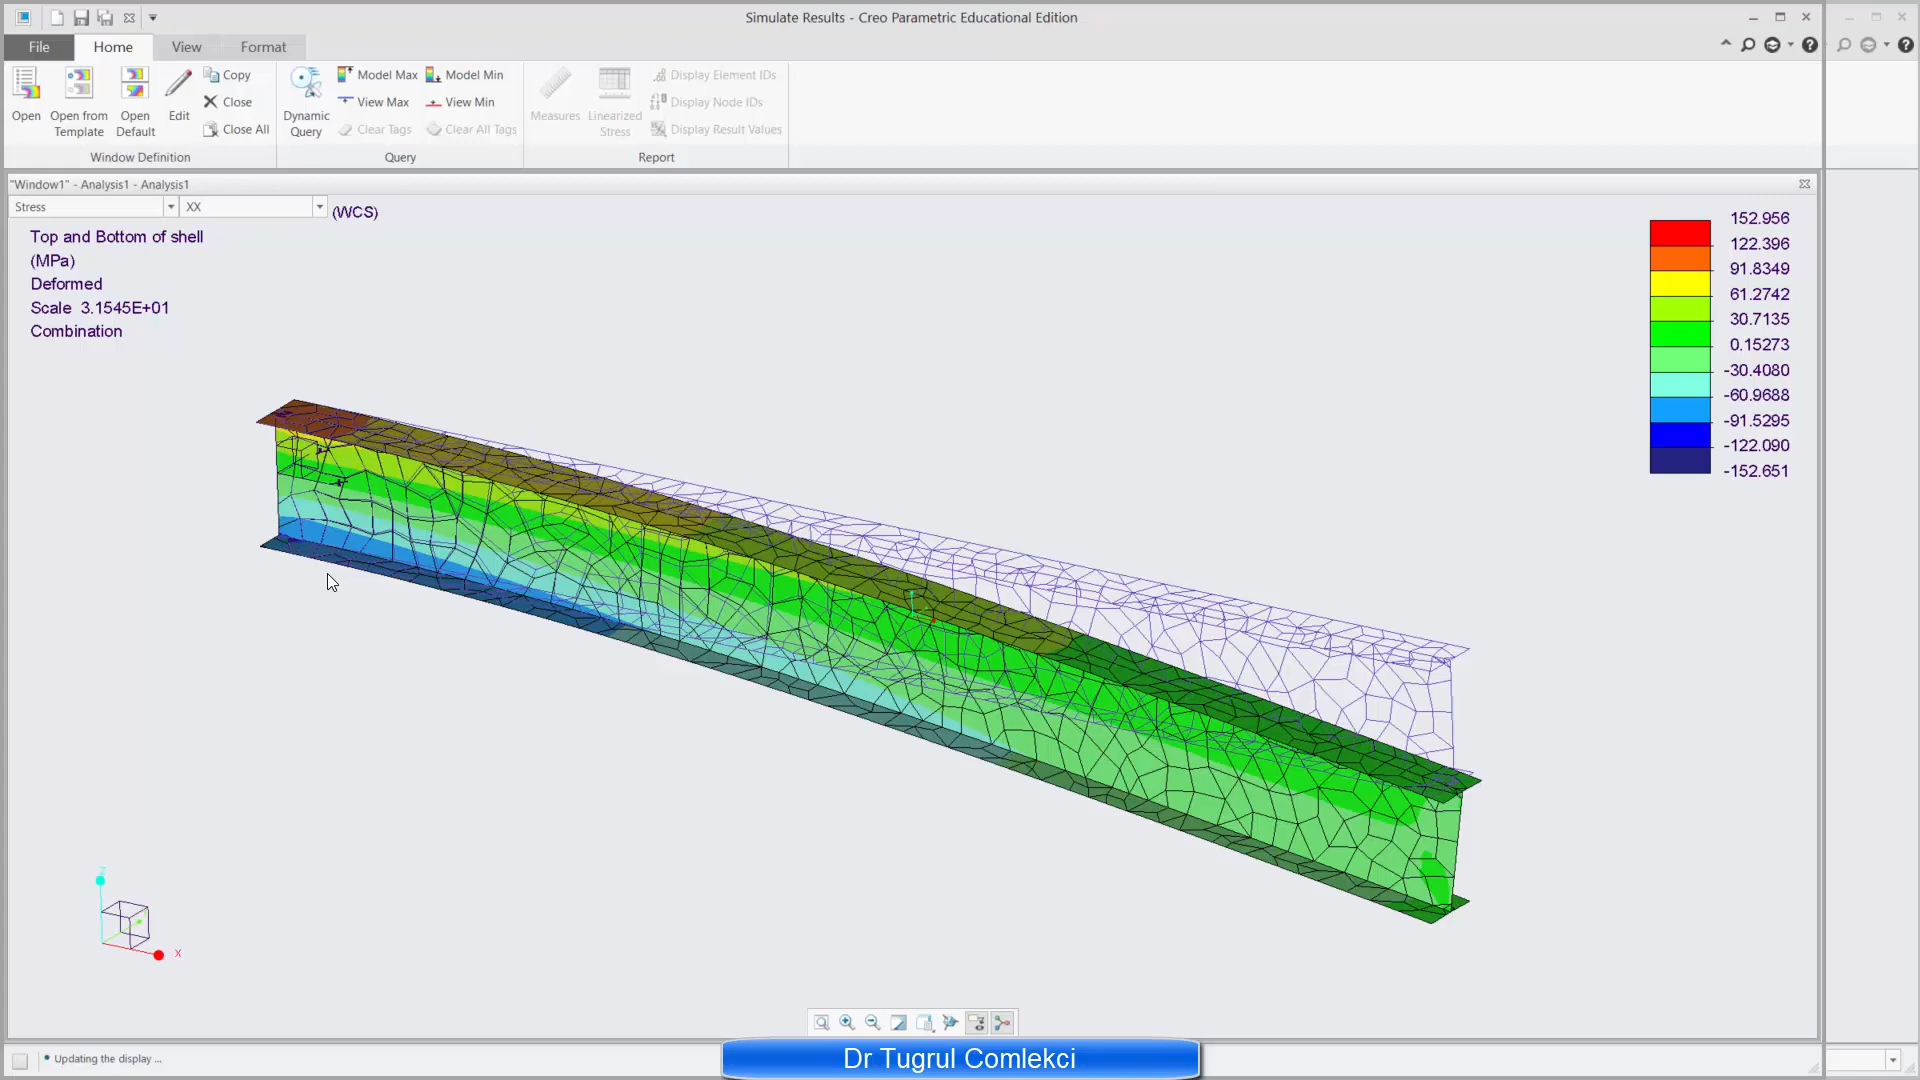 Simulate Results - Creo Parametric Educational Edition
File Home View Format
Open
Open from Template
Open Default
Edit
Copy
Close
Close All
Window Definition
Dynamic Query
Model Max
Model Min
View Max
View Min
Clear Tags
Clear All Tags
Query
Measures
Linearized Stress
Display Element IDs
Display Node IDs
Display Result Values
Report
"Window1" - Analysis1 - Analysis1
Stress XX (WCS)
Top and Bottom of shell
(MPa)
Deformed
Scale 3.1545E+01
Combination
152.956
122.396
91.8349
61.2742
30.7135
0.15273
-30.4080
-60.9688
-91.5295
-122.090
-152.651
Z
X
Updating the display ...
Dr Tugrul Comlekci